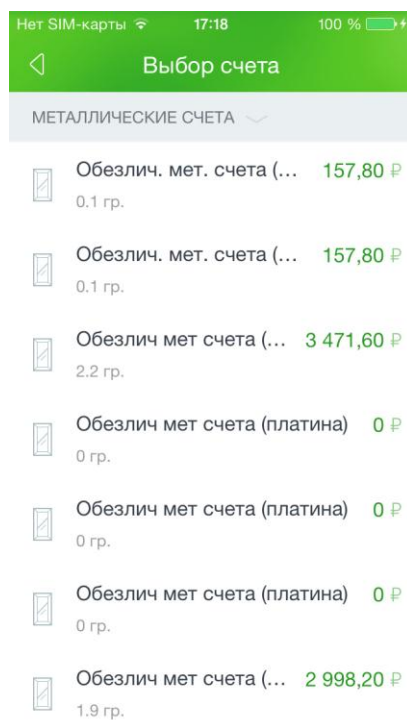 Нет SIM-карты 17:18 100 %
Выбор счета
МЕТАЛЛИЧЕСКИЕ СЧЕТА
Обезлич. мет. счета (... 157,80 ₽
0.1 гр.
Обезлич. мет. счета (... 157,80 ₽
0.1 гр.
Обезлич мет счета (... 3 471,60 ₽
2.2 гр.
Обезлич мет счета (платина) 0 ₽
0 гр.
Обезлич мет счета (платина) 0 ₽
0 гр.
Обезлич мет счета (платина) 0 ₽
0 гр.
Обезлич мет счета (... 2 998,20 ₽
1.9 гр.